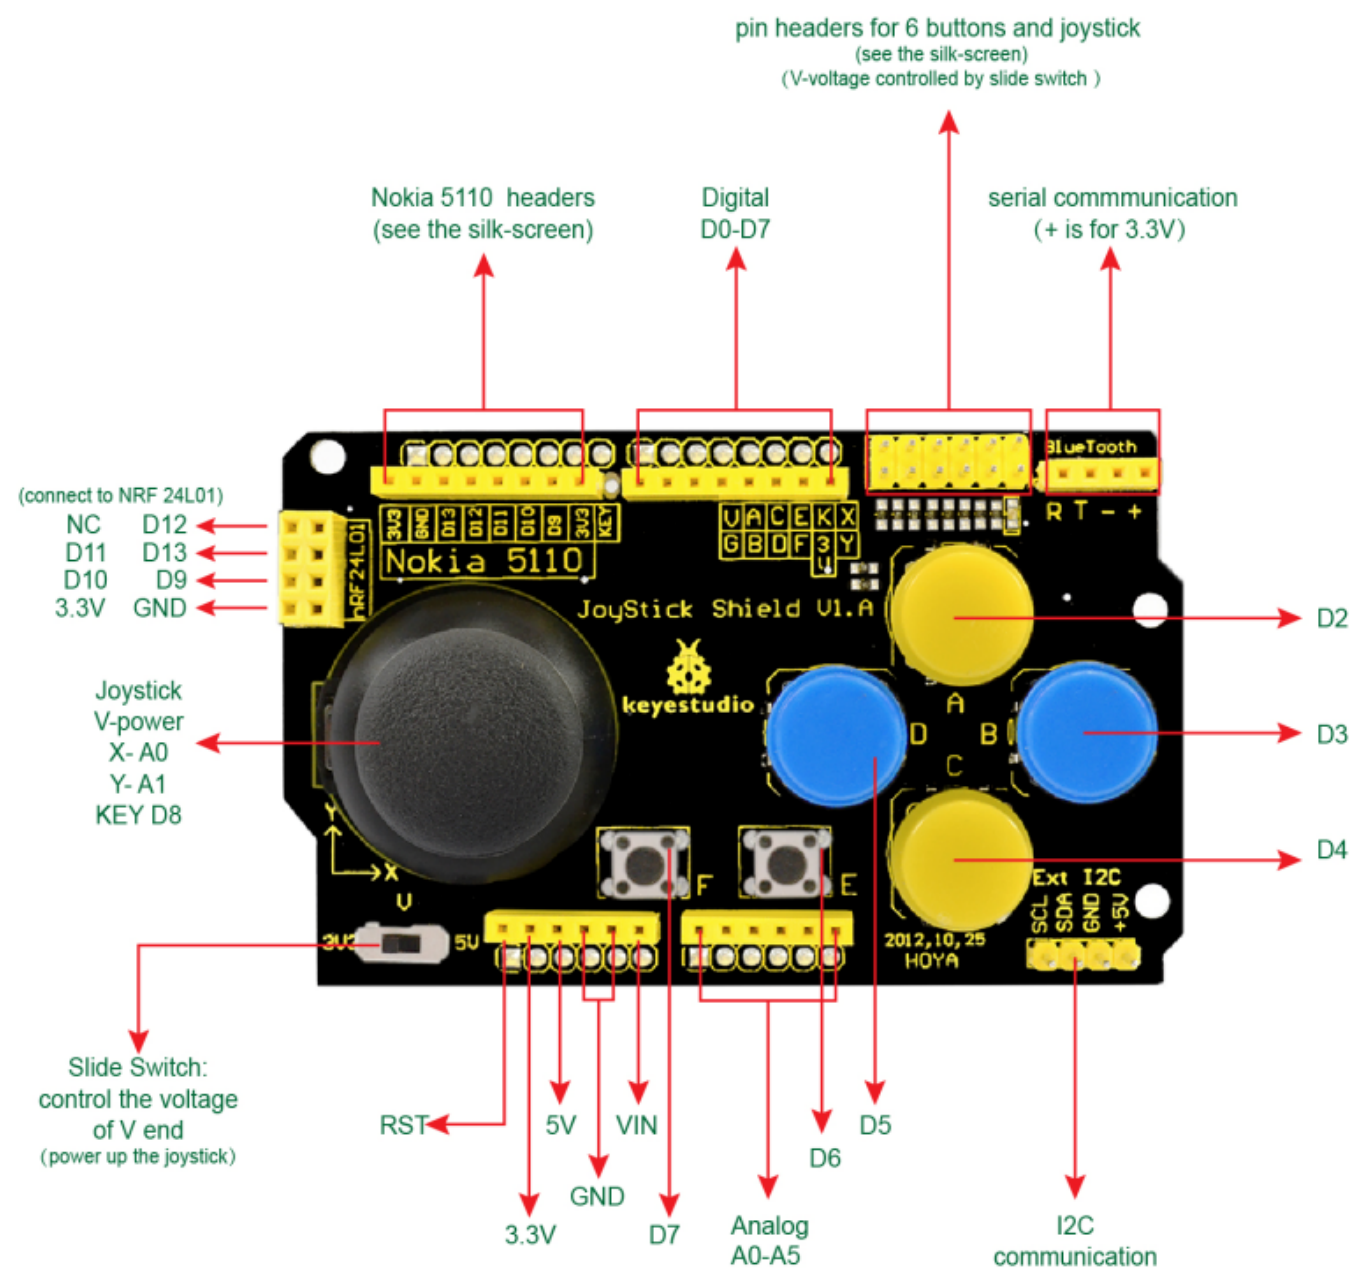 pin headers for 6 buttons and joystick
(see the silk-screen)
(V-voltage controlled by slide switch )
Nokia 5110 headers
(see the silk-screen)
Digital
D0-D7
serial commmunication
(+ is for 3.3V)
BlueTooth
R T - +
(connect to NRF 24L01)
NC D12
D11 D13
D10 D9
3.3V GND
nRF24L01
3V3 GND D13 D12 D11 D10 D9 3V3 KEY
Nokia 5110
V A C E K X
G B D F 3 Y
JoyStick Shield V1.A
keyestudio
D2
A
D B
C
D3
D4
Joystick
V-power
X- A0
Y- A1
KEY D8
Y
X
V
3V3 5V
F
E
Ext I2C
SCL SDA GND +5V
2012,10,25
HOYA
Slide Switch:
control the voltage
of V end
(power up the joystick)
RST
3.3V
5V
GND
VIN
D7
Analog
A0-A5
D6
D5
I2C
communication